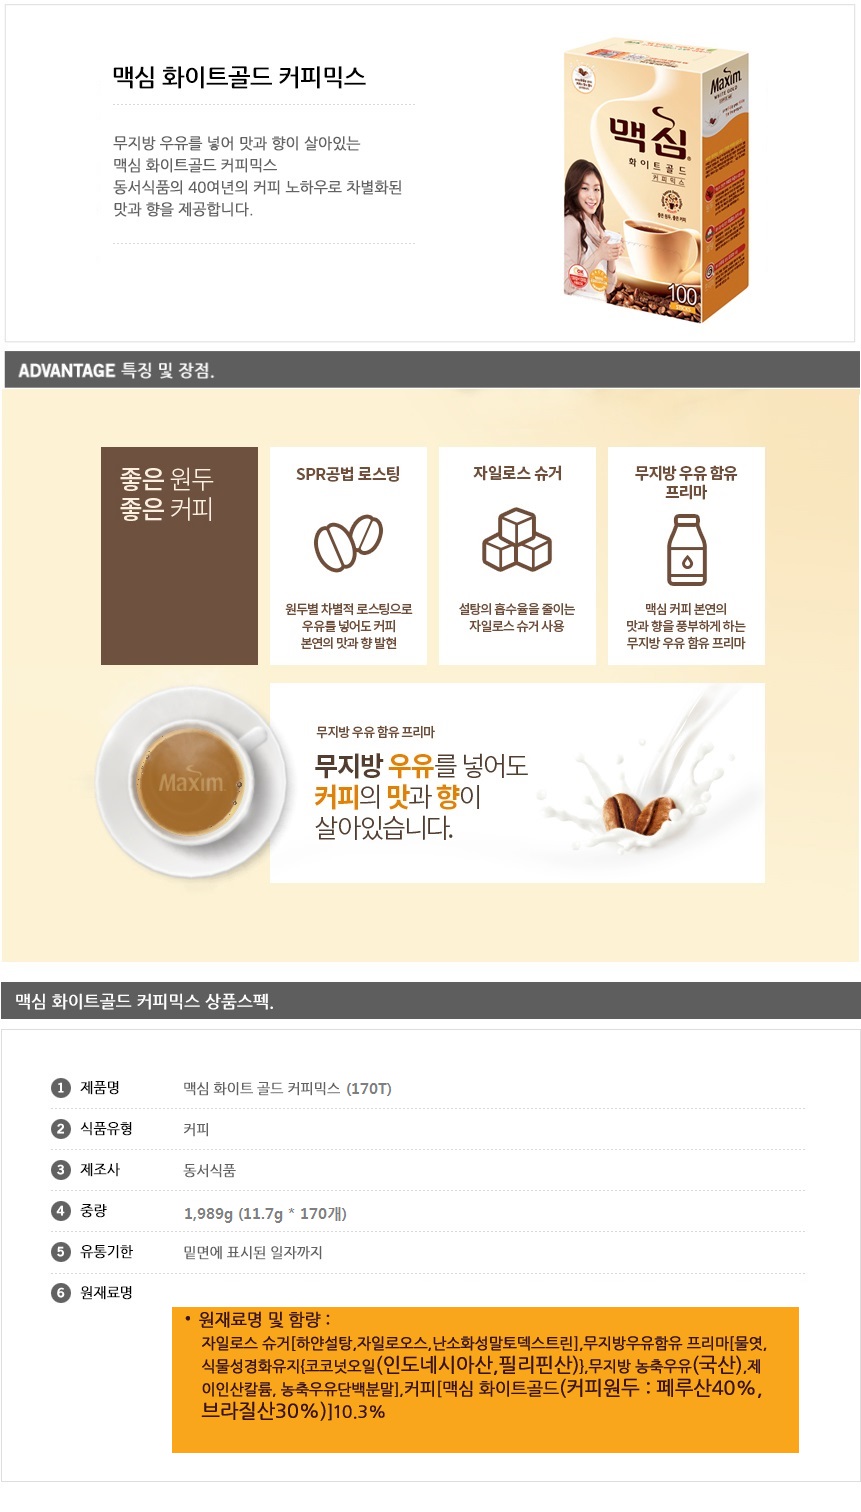 맥심 화이트골드 커피믹스
무지방 우유를 넣어 맛과 향이 살아있는
맥심 화이트골드 커피믹스
동서식품의 40여년의 커피 노하우로 차별화된
맛과 향을 제공합니다.
Maxim
WHITE GOLD
맥심
화이트골드
커피믹스
100
ADVANTAGE 특징 및 장점.
좋은 원두
좋은 커피
SPR공법 로스팅
원두별 차별적 로스팅으로
우유를 넣어도 커피
본연의 맛과 향 발현
자일로스 슈거
설탕의 흡수율을 줄이는
자일로스 슈거 사용
무지방 우유 함유
프리마
맥심 커피 본연의
맛과 향을 풍부하게 하는
무지방 우유 함유 프리마
Maxim
무지방 우유 함유 프리마
무지방 우유를 넣어도
커피의 맛과 향이
살아있습니다.
맥심 화이트골드 커피믹스 상품스펙.
1 제품명 맥심 화이트 골드 커피믹스 (170T)
2 식품유형 커피
3 제조사 동서식품
4 중량 1,989g (11.7g * 170개)
5 유통기한 밑면에 표시된 일자까지
6 원재료명
• 원재료명 및 함량 :
자일로스 슈거[하얀설탕,자일로오스,난소화성말토덱스트린],무지방우유함유 프리마[물엿,
식물성경화유지{코코넛오일(인도네시아산,필리핀산)},무지방 농축우유(국산),제
이인산칼륨, 농축우유단백분말],커피[맥심 화이트골드(커피원두 : 페루산40%,
브라질산30%)]10.3%